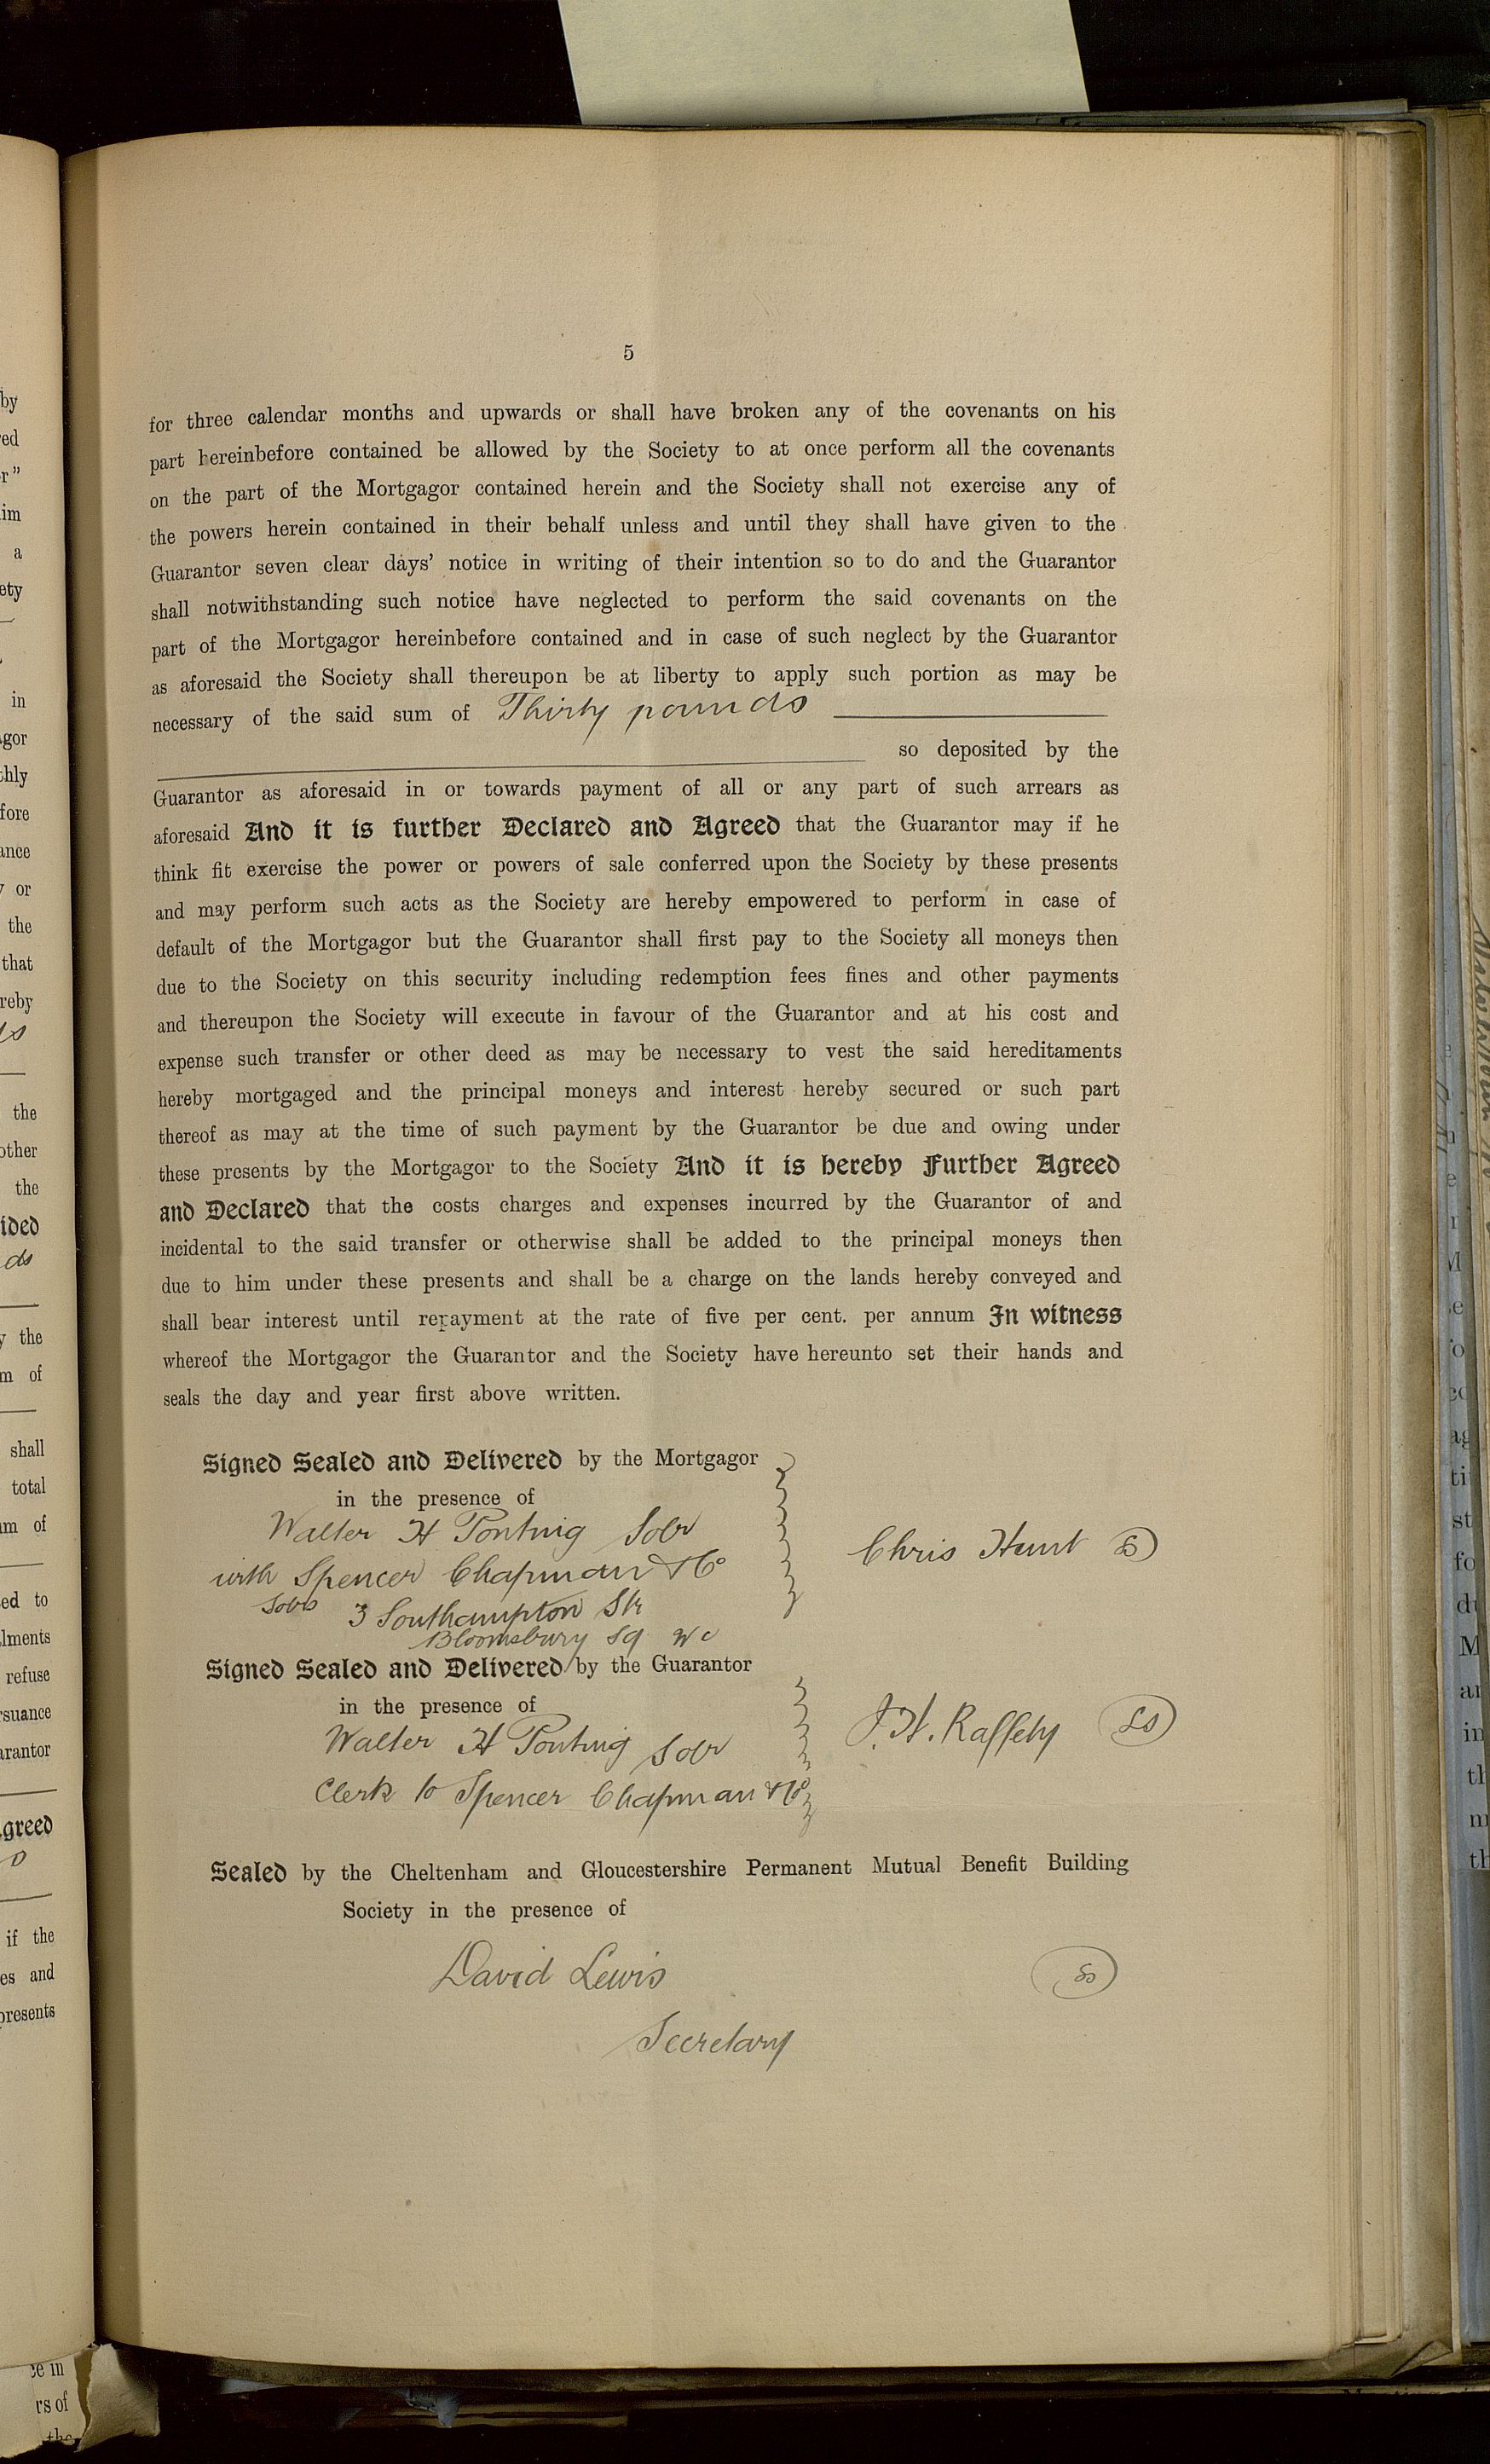 5
for three calendar months and upwards or shall have broken any of the covenants on his
part hereinbefore contained be allowed by the Society to at once perform all the covenants
on the part of the Mortgagor contained herein and the Society shall not exercise any of
the powers herein contained in their behalf unless and until they shall have given to the
Guarantor seven clear days' notice in writing of their intention so to do and the Guarantor
shall notwithstanding such notice have neglected to perform the said covenants on the
part of the Mortgagor hereinbefore contained and in case of such neglect by the Guarantor
as aforesaid the Society shall thereupon be at liberty to apply such portion as may be
necessary of the said sum of Thirty pounds
so deposited by the
Guarantor as aforesaid in or towards payment of all or any part of such arrears as
aforesaid And it is further Declared and Agreed that the Guarantor may if he
think fit exercise the power or powers of sale conferred upon the Society by these presents
and may perform such acts as the Society are hereby empowered to perform in case of
default of the Mortgagor but the Guarantor shall first pay to the Society all moneys then
due to the Society on this security including redemption fees fines and other payments
and thereupon the Society will execute in favour of the Guarantor and at his cost and
expense such transfer or other deed as may be necessary to vest the said hereditaments
hereby mortgaged and the principal moneys and interest hereby secured or such part
thereof as may at the time of such payment by the Guarantor be due and owing under
these presents by the Mortgagor to the Society And it is hereby Further Agreed
and Declared that the costs charges and expenses incurred by the Guarantor of and
incidental to the said transfer or otherwise shall be added to the principal moneys then
due to him under these presents and shall be a charge on the lands hereby conveyed and
shall bear interest until repayment at the rate of five per cent. per annum In witness
whereof the Mortgagor the Guarantor and the Society have hereunto set their hands and
seals the day and year first above written.
Signed Sealed and Delivered by the Mortgagor
in the presence of
Walter H Ponting Solr
with Spencer Chapman & Co
Solrs 3 Southampton Str
Bloomsbury Sq W C
Chris Hunt LS
Signed Sealed and Delivered by the Guarantor
in the presence of
Walter H Ponting Solr
Clerk to Spencer Chapman & Co
J. H. Raffety LS
Sealed by the Cheltenham and Gloucestershire Permanent Mutual Benefit Building
Society in the presence of
David Lewis LS
Secretary